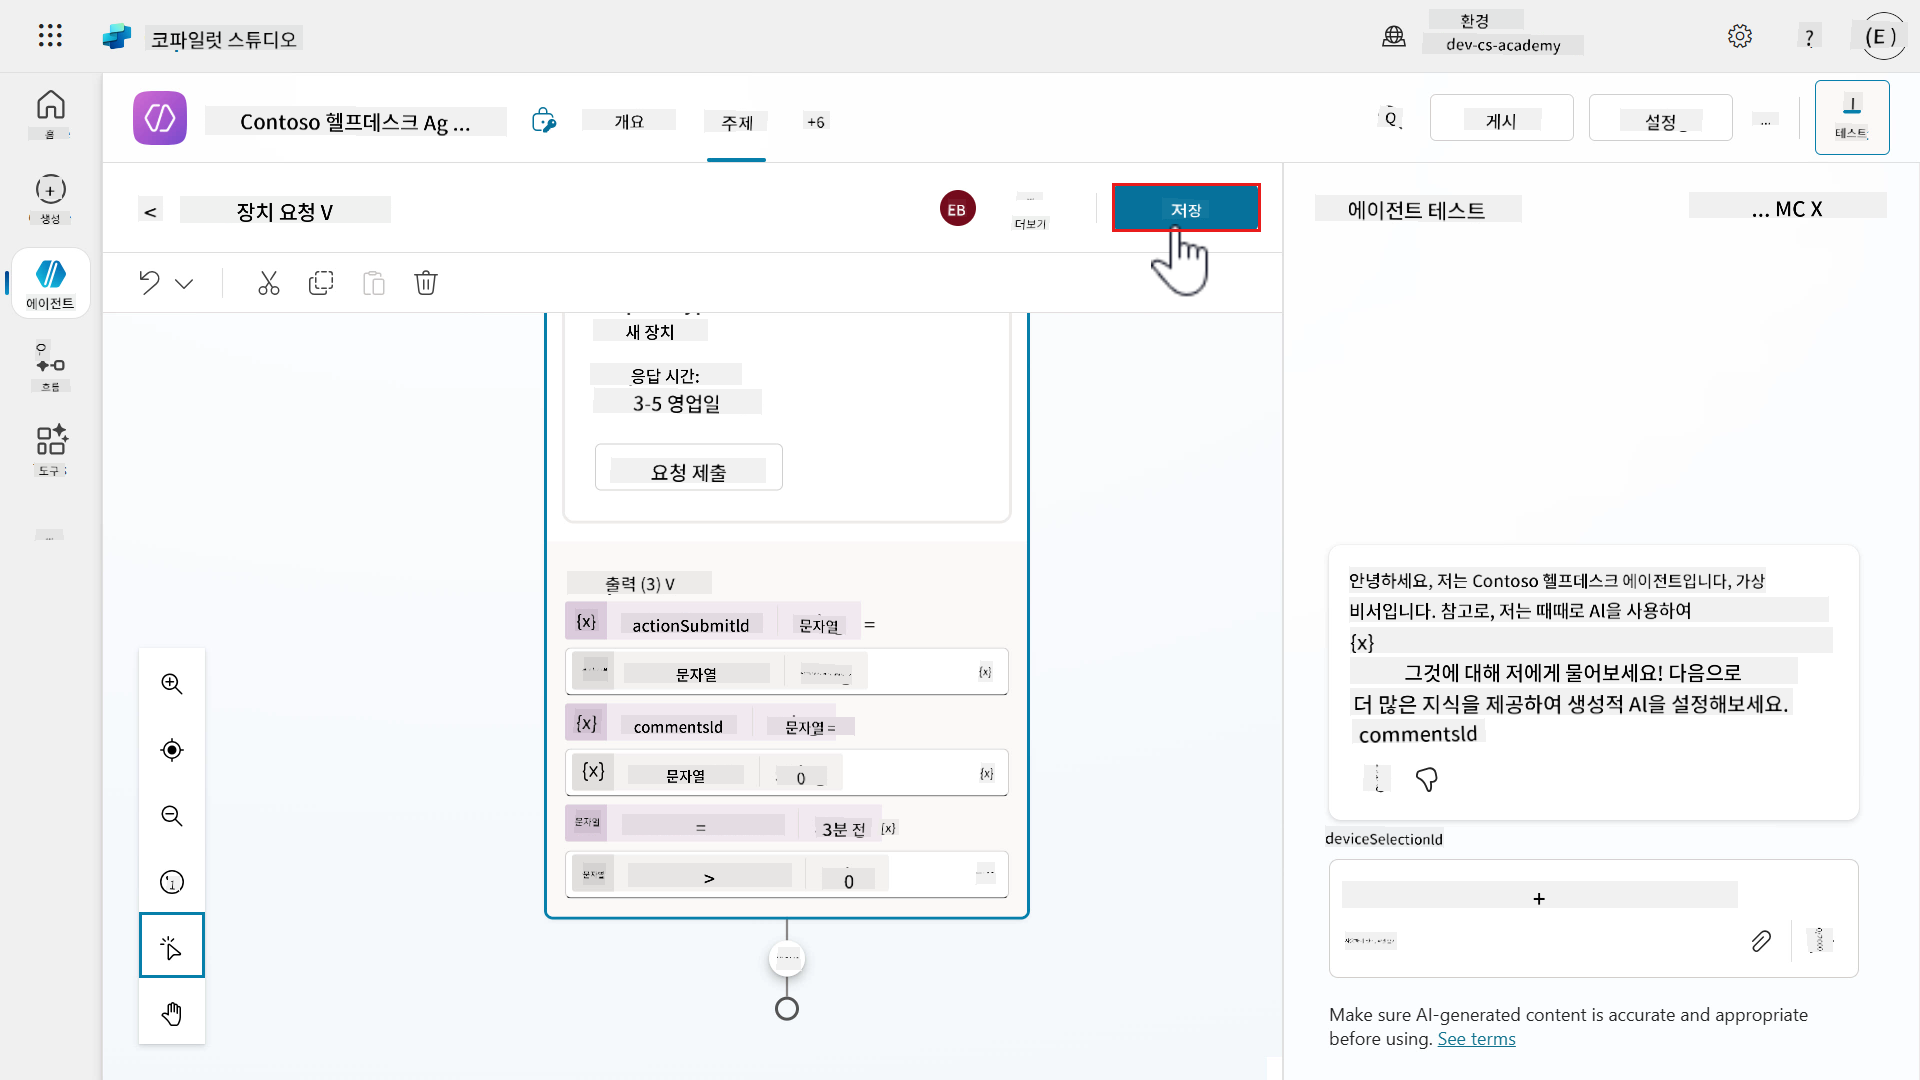 코파일럿 스튜디오
환경
dev-cs-academy
?
(E )
홈
생성
에이전트
흐름
도구
Contoso 헬프데스크 Ag ...
개요
주제
+6
게시
설정
...
테스트
< 장치 요청 V
EB
더보기
저장
에이전트 테스트
... MC X
새 장치
응답 시간:
3-5 영업일
요청 제출
출력 (3) V
{x} actionSubmitId 문자열 =
문자열 {x}
{x} commentsId 문자열 =
{x} 문자열 0 {x}
문자열 = 3분 전 {x}
문자열 > 0
안녕하세요, 저는 Contoso 헬프데스크 에이전트입니다, 가상
비서입니다. 참고로, 저는 때때로 AI을 사용하여
{x}
그것에 대해 저에게 물어보세요! 다음으로
더 많은 지식을 제공하여 생성적 AI을 설정해보세요.
commentsId
deviceSelectionId
+
Make sure AI-generated content is accurate and appropriate
before using. See terms